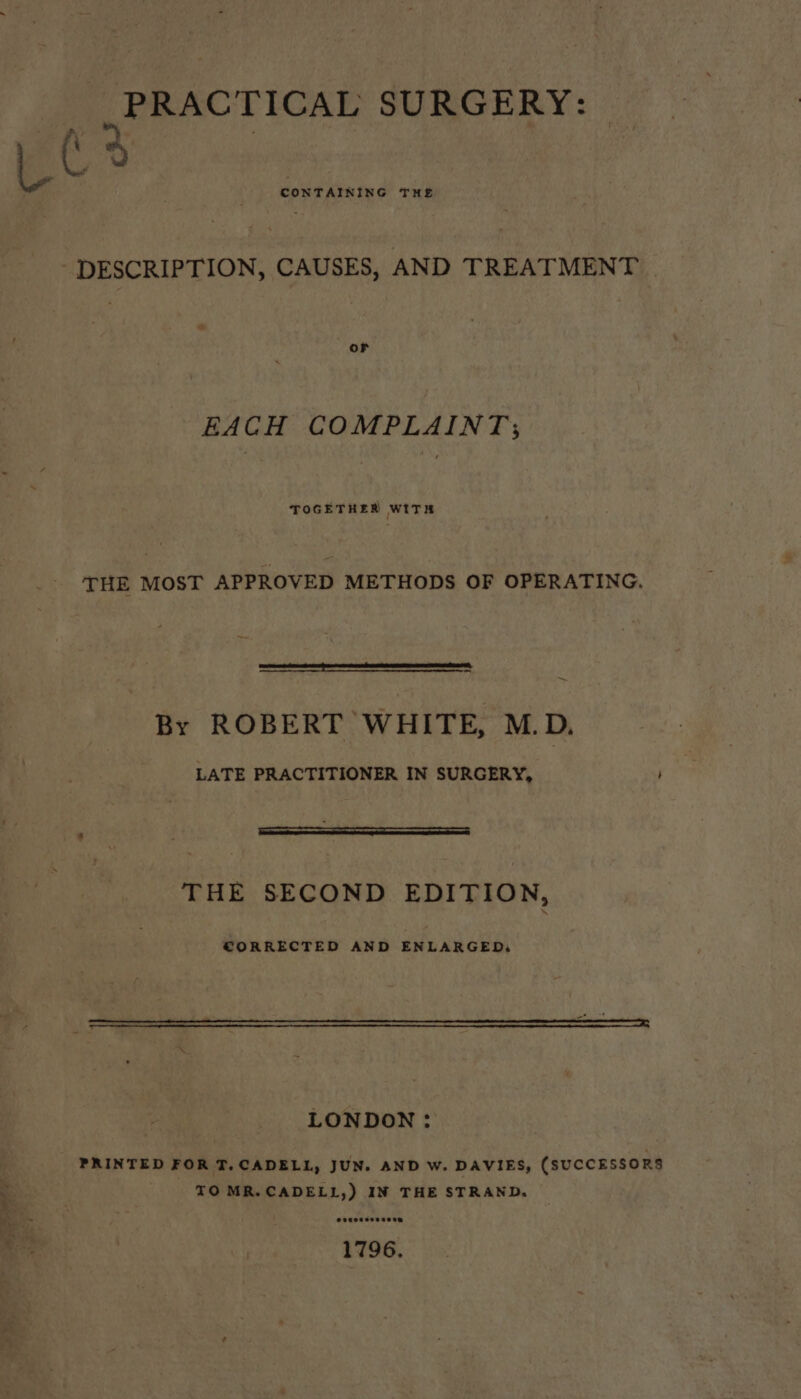 PRACTICAL SURGERY:
LC3
CONTAINING THE
DESCRIPTION, CAUSES, AND TREATMENT
OF
EACH COMPLAINT;
TOGETHER WITH
THE MOST APPROVED METHODS OF OPERATING.
By ROBERT WHITE, M.D.
LATE PRACTITIONER IN SURGERY,
THE SECOND EDITION,
CORRECTED AND ENLARGED.
LONDON:
PRINTED FOR T. CADELL, JUN. AND W. DAVIES, (SUCCESSORS
TO MR. CADELL,) IN THE STRAND.
1796.